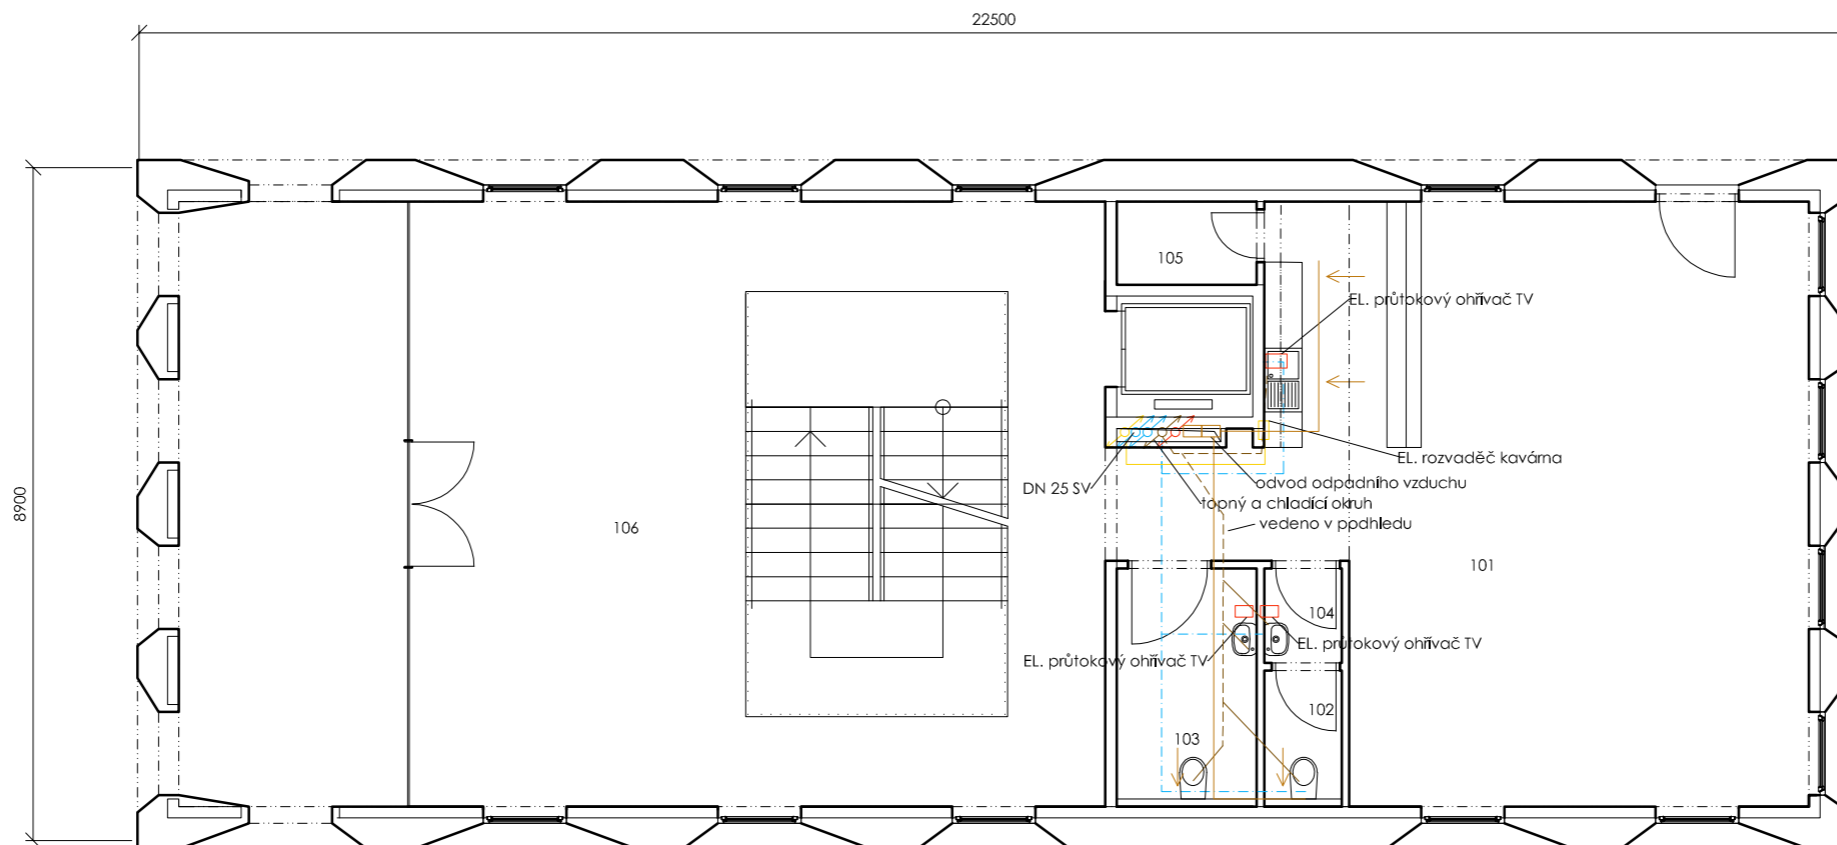 22500
8900
105
EL. průtokový ohřívač TV
EL. rozvaděč kavárna
odvod odpadního vzduchu
DN 25 SV
topný a chladící okruh
vedeno v podhledu
106
101
104
EL. průtokový ohřívač TV
EL. průtokový ohřívač TV
102
103